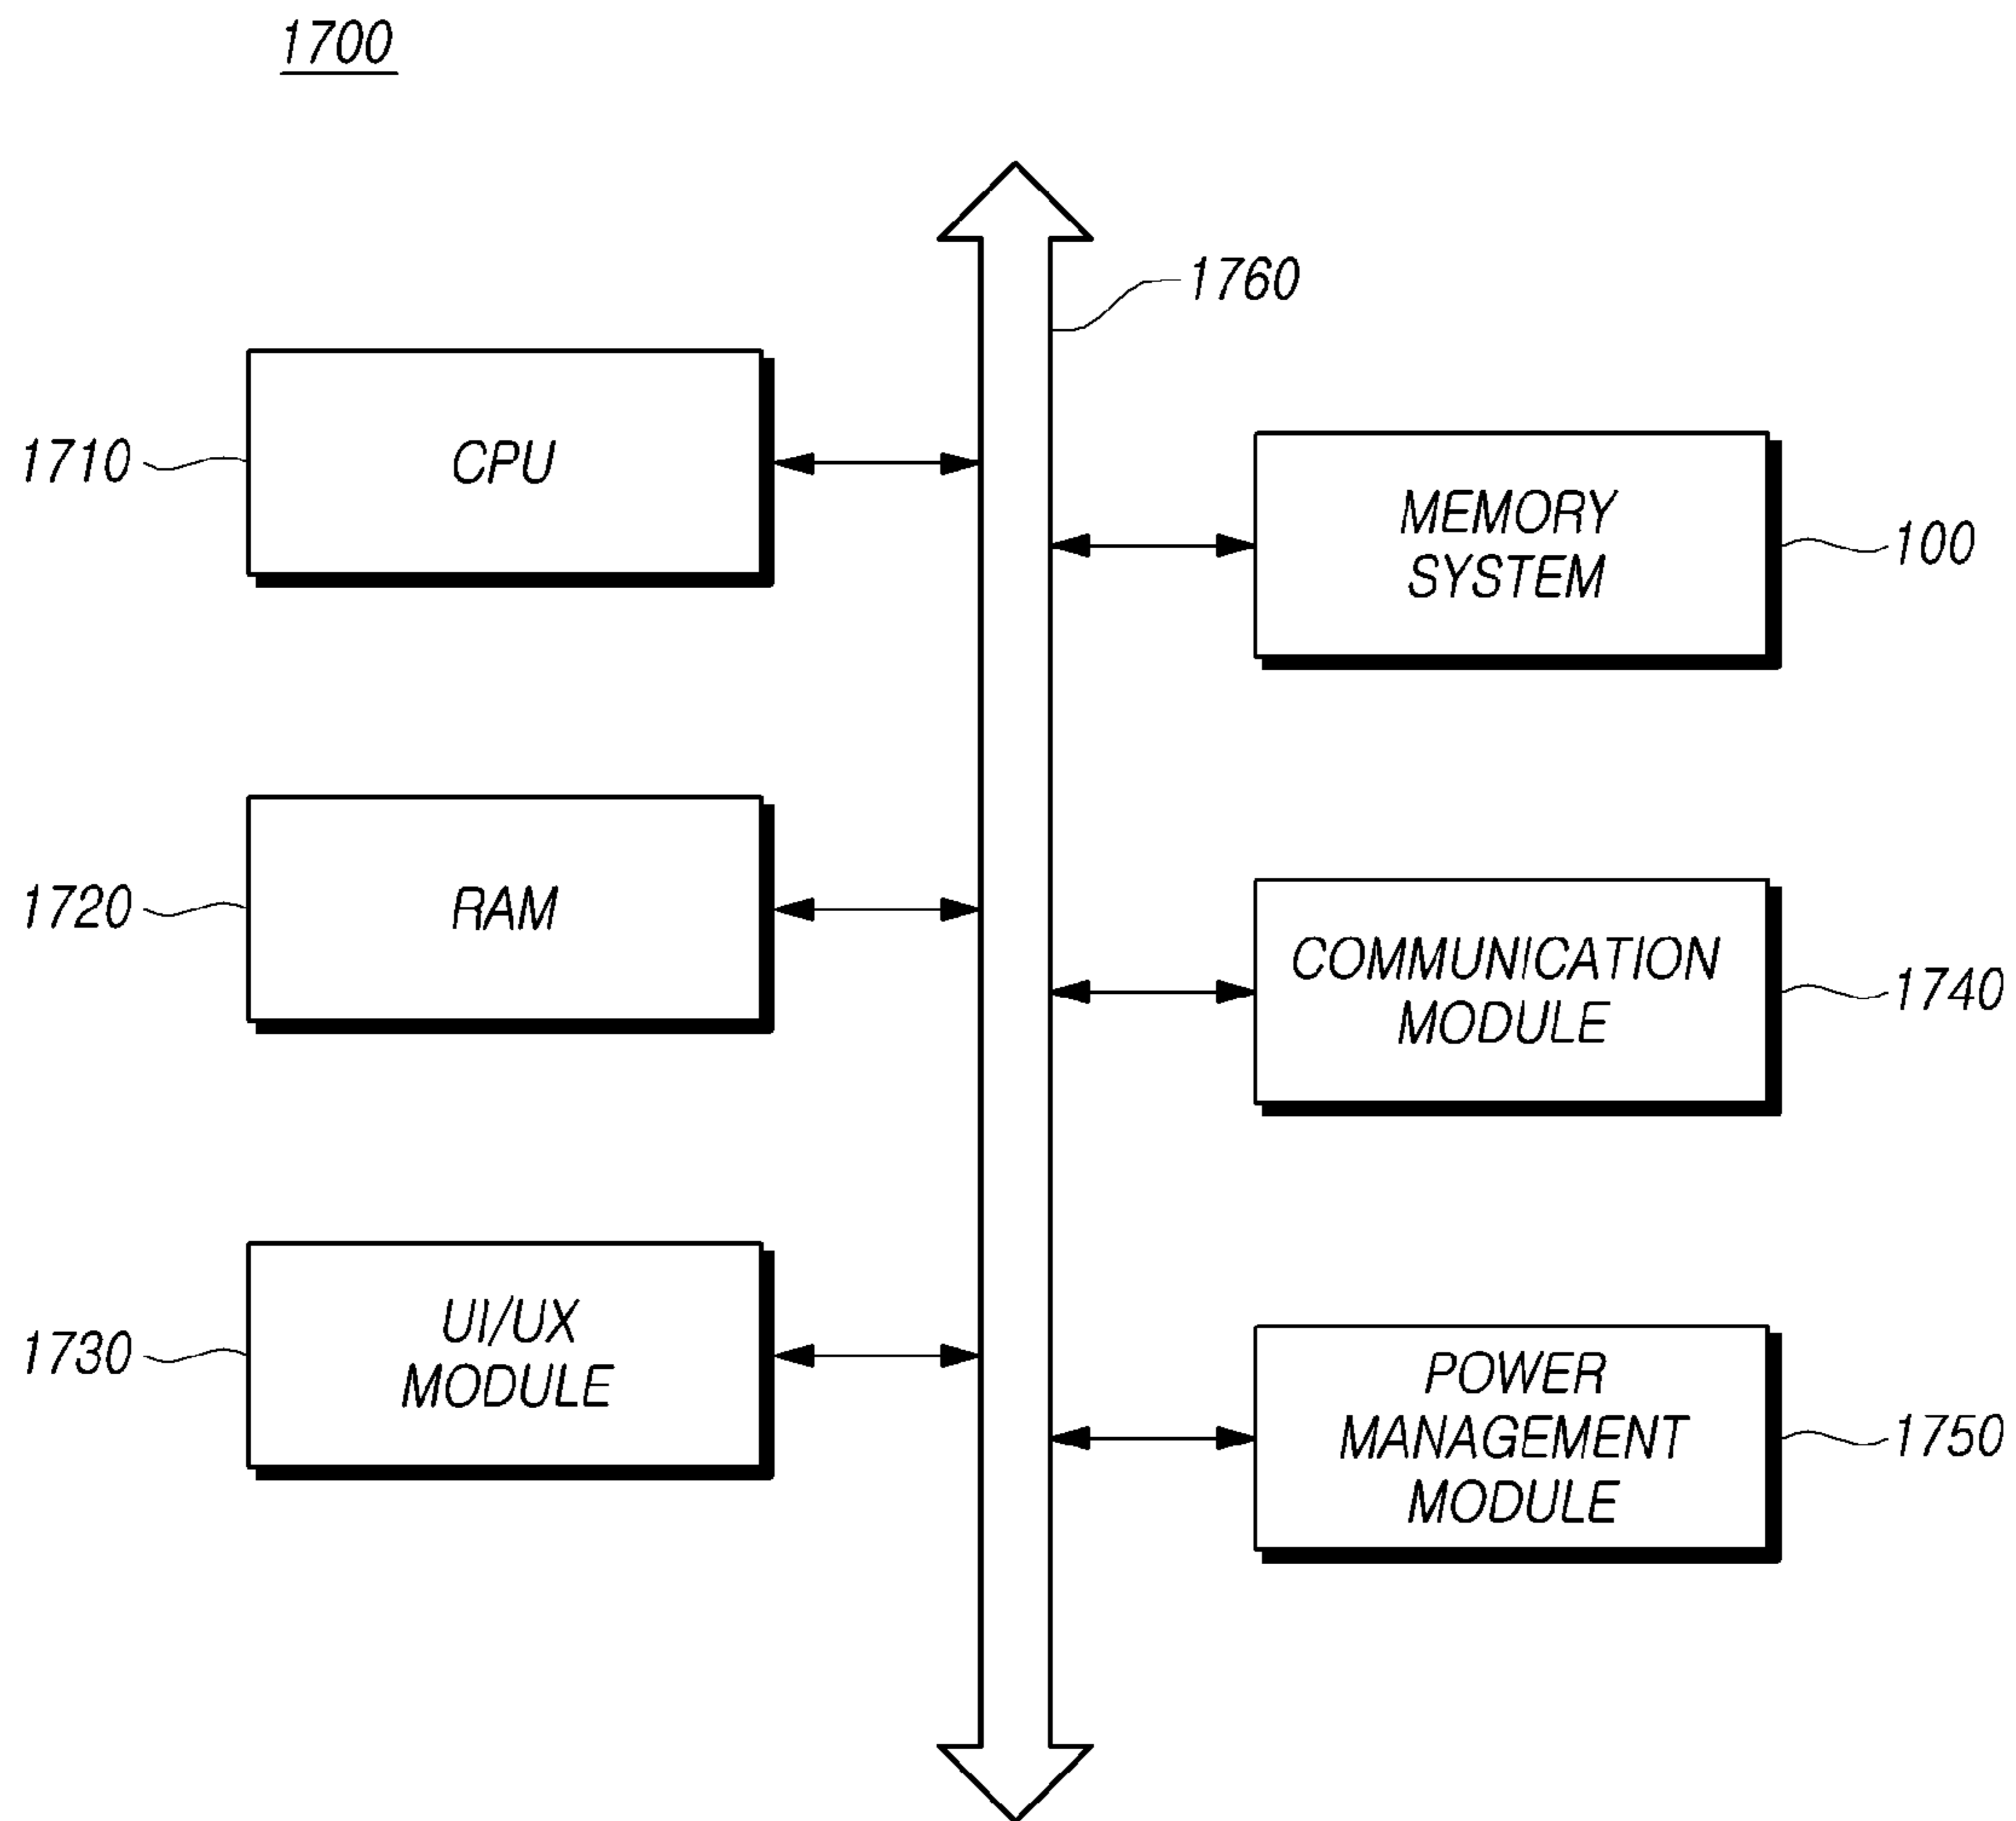 1700
1760
1710
CPU
MEMORY
SYSTEM
100
1720
RAM
COMMUNICATION
MODULE
1740
1730
UI/UX
MODULE
POWER
MANAGEMENT
MODULE
1750